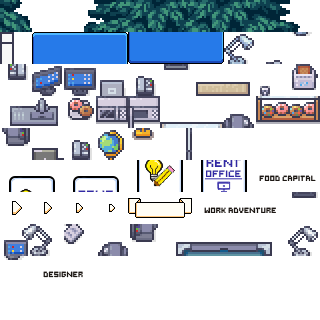 RENT
OFFICE
FOOD CAPITAL
WORK ADVENTURE
DESIGNER